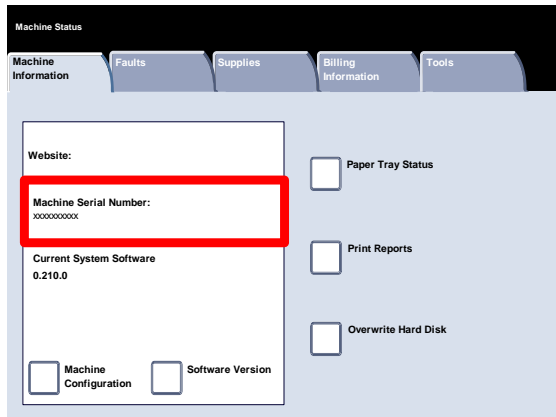 Machine Status
Machine
Information
Faults
Supplies
Billing
Information
Tools
Website:
Machine Serial Number:
xxxxxxxxx
Current System Software
0.210.0
Machine
Configuration
Software Version
Paper Tray Status
Print Reports
Overwrite Hard Disk